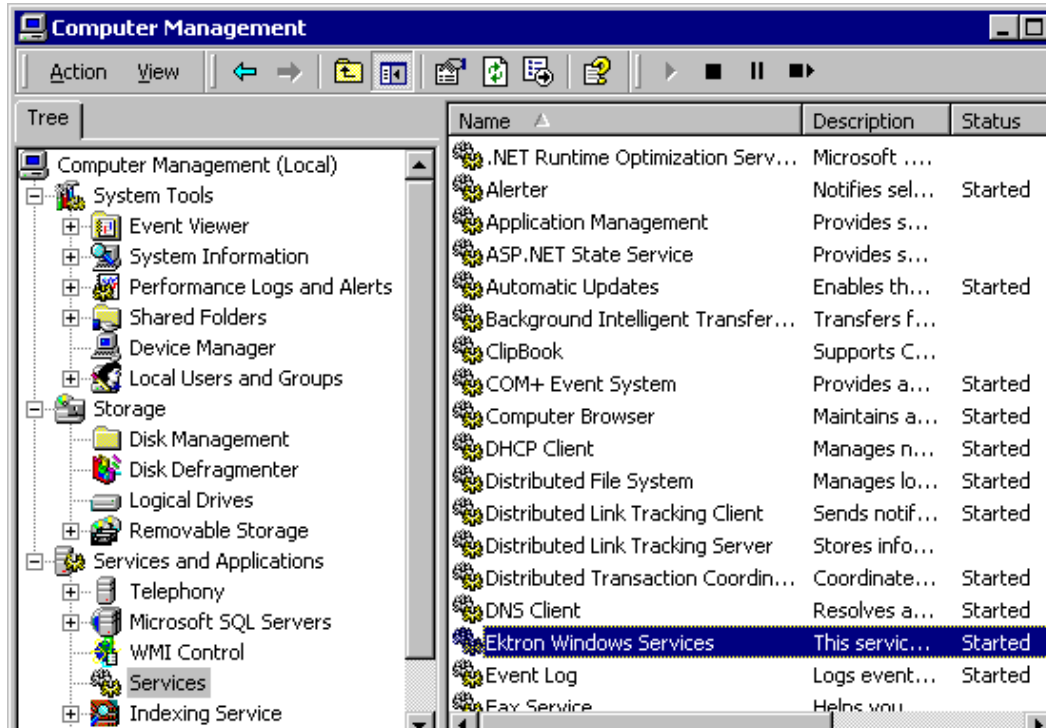 Computer Management
Action View
Tree
Computer Management (Local)
System Tools
Event Viewer
System Information
Performance Logs and Alerts
Shared Folders
Device Manager
Local Users and Groups
Storage
Disk Management
Disk Defragmenter
Logical Drives
Removable Storage
Services and Applications
Telephony
Microsoft SQL Servers
WMI Control
Services
Indexing Service
Name Description Status
.NET Runtime Optimization Serv... Microsoft ....
Alerter Notifies sel... Started
Application Management Provides s...
ASP.NET State Service Provides s...
Automatic Updates Enables th... Started
Background Intelligent Transfer... Transfers f...
ClipBook Supports C...
COM+ Event System Provides a... Started
Computer Browser Maintains a... Started
DHCP Client Manages n... Started
Distributed File System Manages lo... Started
Distributed Link Tracking Client Sends notif... Started
Distributed Link Tracking Server Stores info...
Distributed Transaction Coordin... Coordinate... Started
DNS Client Resolves a... Started
Ektron Windows Services This servic... Started
Event Log Logs event... Started
Fax Service Helps you